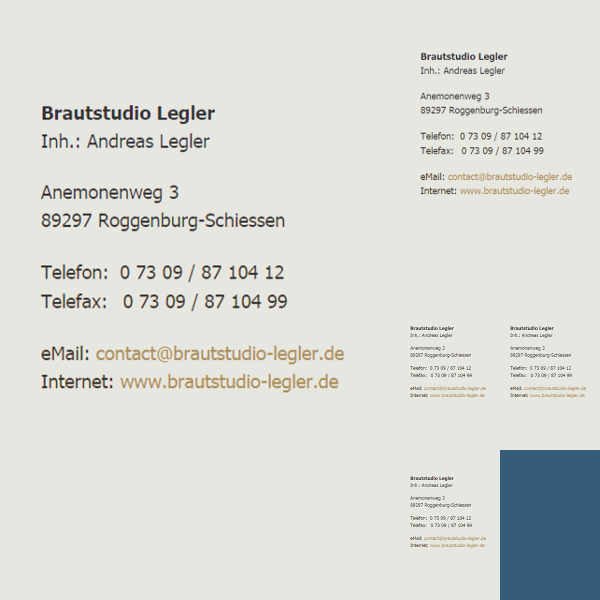 Brautstudio Legler
Inh.: Andreas Legler
Anemonenweg 3
89297 Roggenburg-Schiessen
Telefon: 0 73 09 / 87 104 12
Telefax: 0 73 09 / 87 104 99
eMail: contact@brautstudio-legler.de
Internet: www.brautstudio-legler.de
Brautstudio Legler
Inh.: Andreas Legler
Anemonenweg 3
89297 Roggenburg-Schiessen
Telefon: 0 73 09 / 87 104 12
Telefax: 0 73 09 / 87 104 99
eMail: contact@brautstudio-legler.de
Internet: www.brautstudio-legler.de
Brautstudio Legler
Inh.: Andreas Legler
Anemonenweg 3
89297 Roggenburg-Schiessen
Telefon: 0 73 09 / 87 104 12
Telefax: 0 73 09 / 87 104 99
eMail: contact@brautstudio-legler.de
Internet: www.brautstudio-legler.de
Brautstudio Legler
Inh.: Andreas Legler
Anemonenweg 3
89297 Roggenburg-Schiessen
Telefon: 0 73 09 / 87 104 12
Telefax: 0 73 09 / 87 104 99
eMail: contact@brautstudio-legler.de
Internet: www.brautstudio-legler.de
Brautstudio Legler
Inh.: Andreas Legler
Anemonenweg 3
89297 Roggenburg-Schiessen
Telefon: 0 73 09 / 87 104 12
Telefax: 0 73 09 / 87 104 99
eMail: contact@brautstudio-legler.de
Internet: www.brautstudio-legler.de